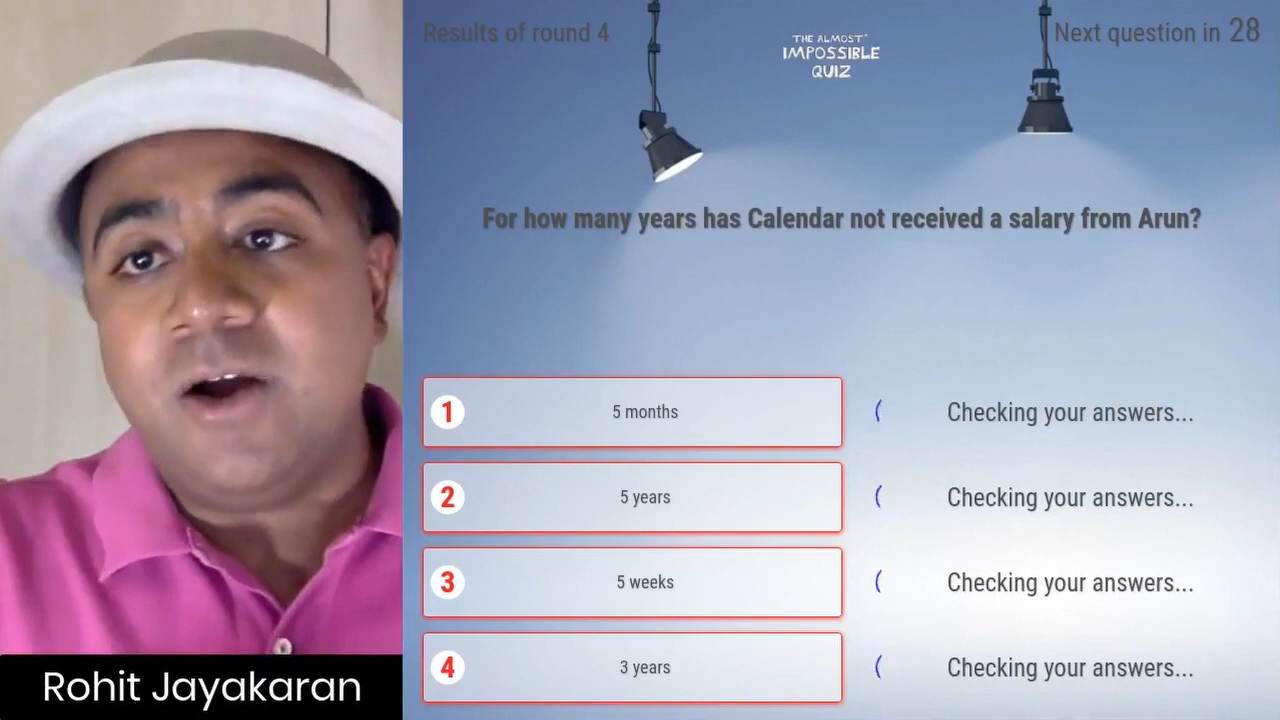 Results of round 4
THE ALMOST
IMPOSSIBLE
QUIZ
Next question in 28
For how many years has Calendar not received a salary from Arun?
1 5 months Checking your answers...
2 5 years Checking your answers...
3 5 weeks Checking your answers...
4 3 years Checking your answers...
Rohit Jayakaran